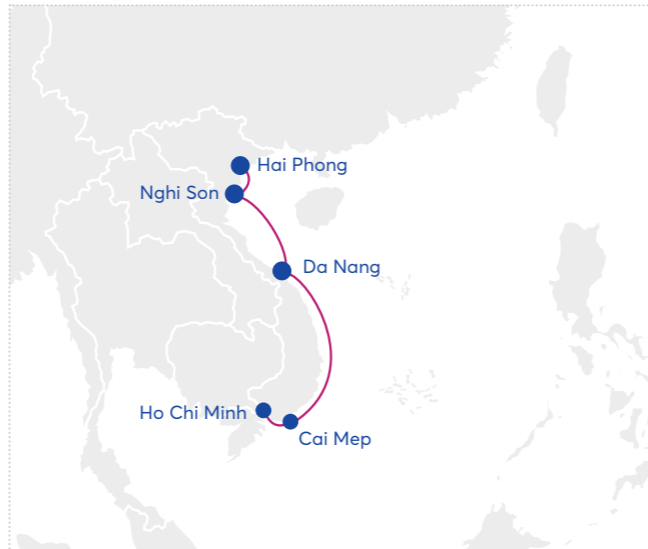 Hai Phong
Nghi Son
Da Nang
Ho Chi Minh
Cai Mep